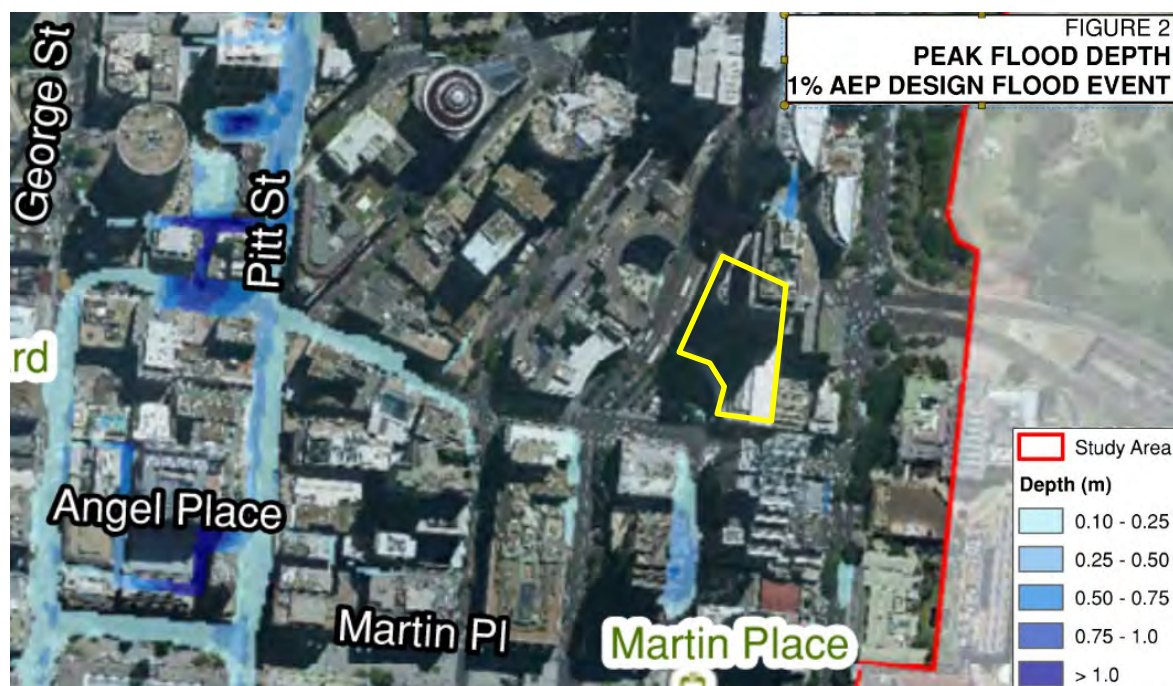 FIGURE 2
PEAK FLOOD DEPTH
1% AEP DESIGN FLOOD EVENT
George St
Pitt St
rd
Angel Place
Martin Pl
Martin Place
Study Area
Depth (m)
0.10 - 0.25
0.25 - 0.50
0.50 - 0.75
0.75 - 1.0
> 1.0